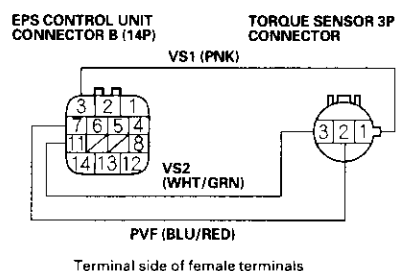 EPS CONTROL UNIT
CONNECTOR B (14P)
TORQUE SENSOR 3P
CONNECTOR
VS1 (PNK)
3 2 1
7 6 5 4
11 8
14 13 12
3 2 1
VS2
(WHT/GRN)
PVF (BLU/RED)
Terminal side of female terminals